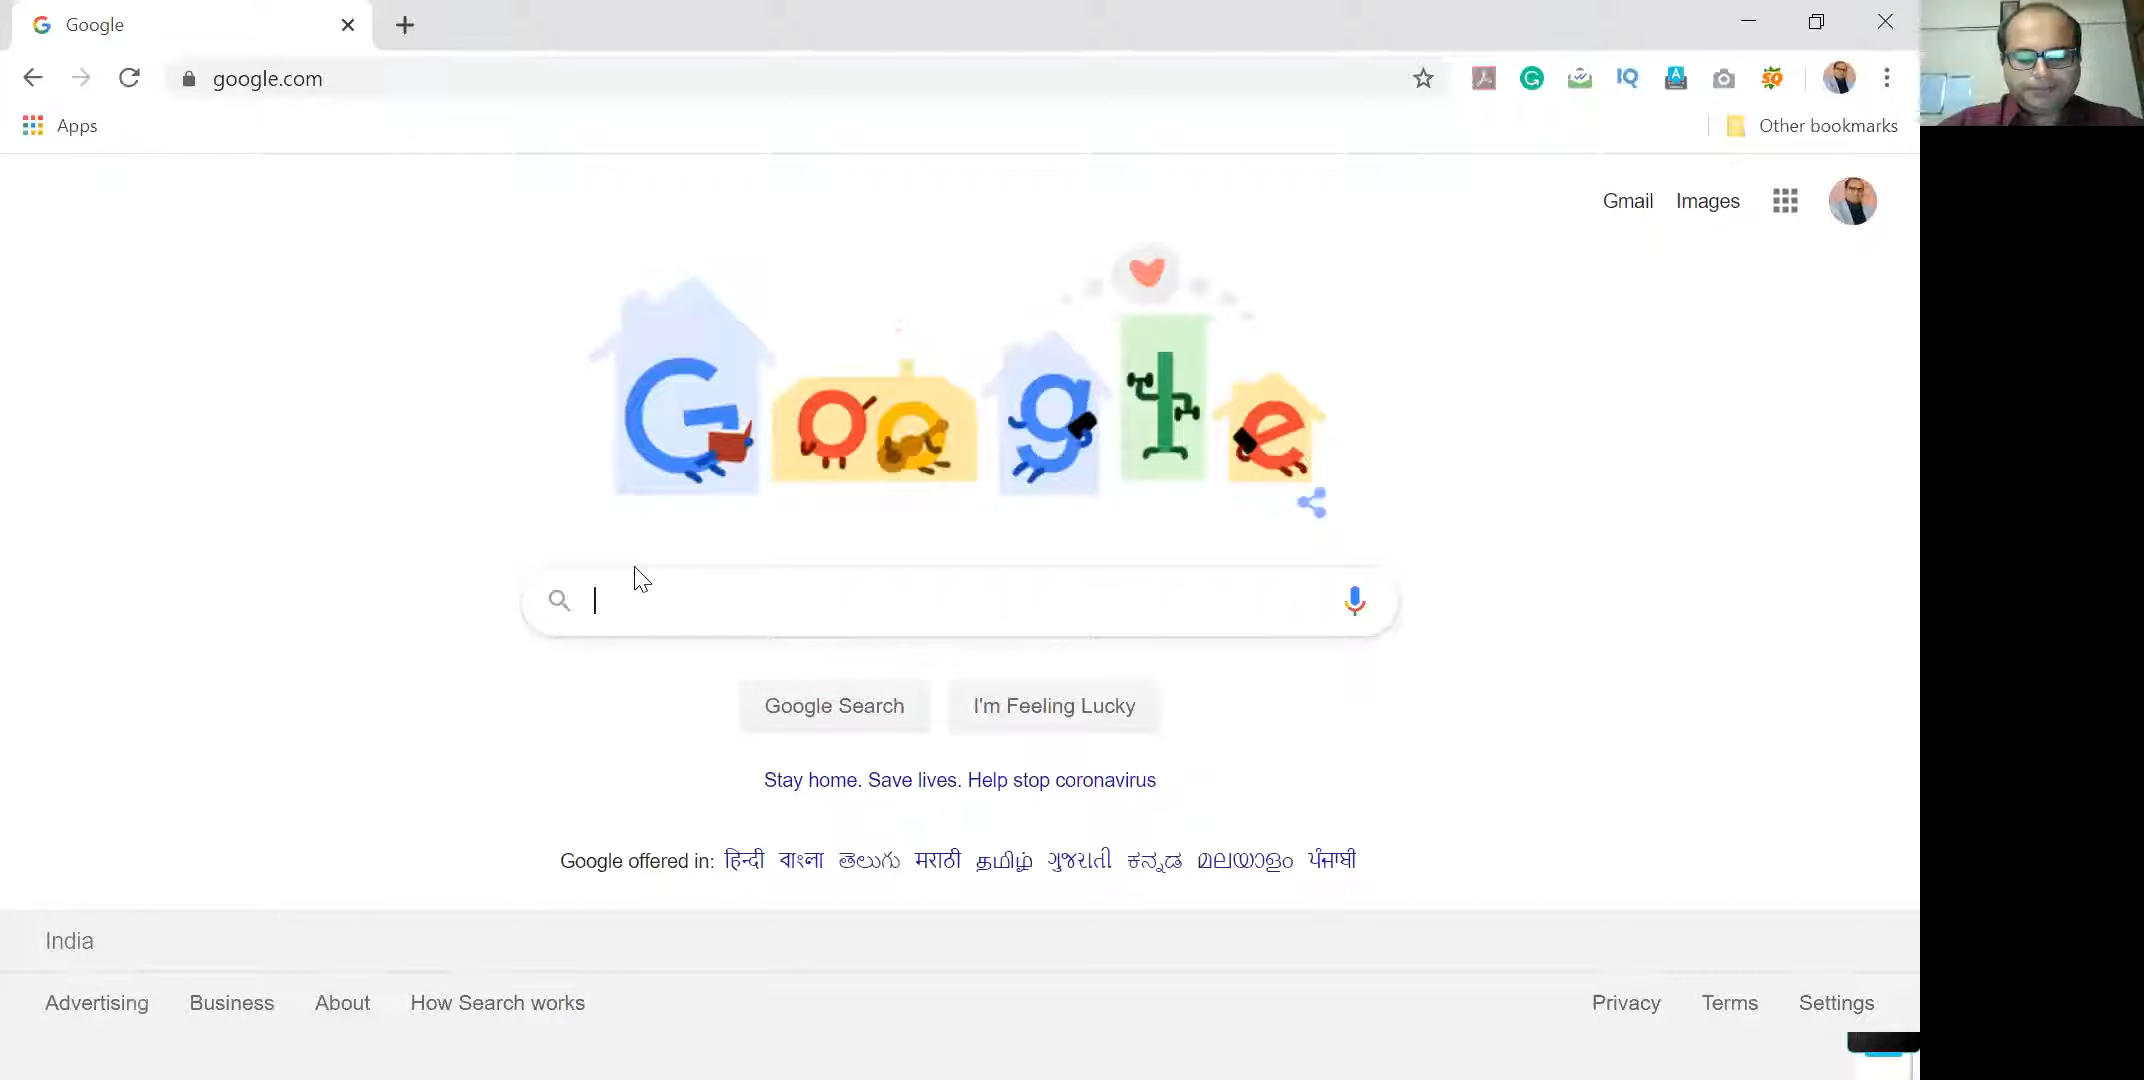 Google
google.com
Apps
Other bookmarks
Gmail Images
Google
Google Search I'm Feeling Lucky
Stay home. Save lives. Help stop coronavirus
Google offered in: हिन्दी বাংলা తెలుగు मराठी தமிழ் ગુજરાતી ಕನ್ನಡ മലയാളം ਪੰਜਾਬੀ
India
Advertising Business About How Search works Privacy Terms Settings